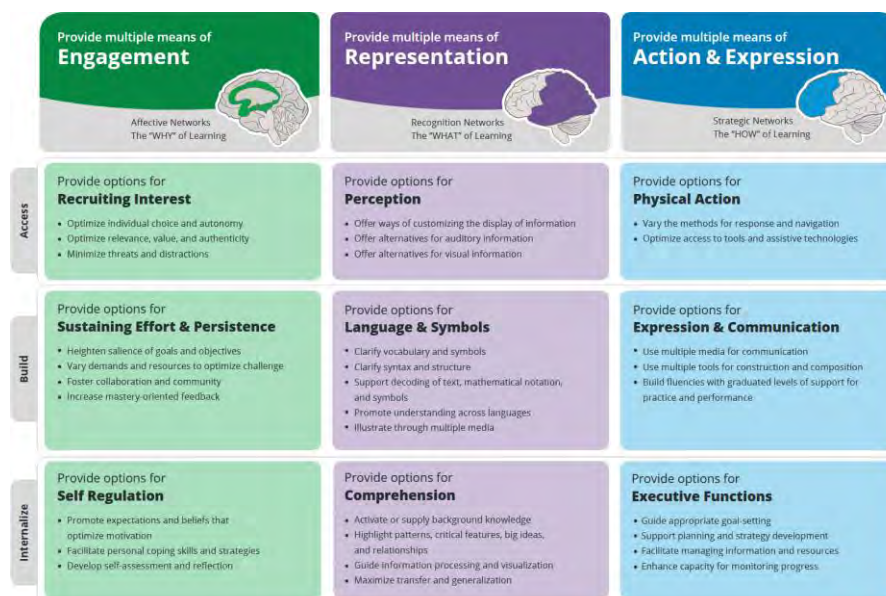 Provide multiple means of
Engagement
Affective Networks
The "WHY" of Learning
Provide multiple means of
Representation
Recognition Networks
The "WHAT" of Learning
Provide multiple means of
Action & Expression
Strategic Networks
The "HOW" of Learning
Access
Provide options for
Recruiting Interest
• Optimize individual choice and autonomy
• Optimize relevance, value, and authenticity
• Minimize threats and distractions
Provide options for
Perception
• Offer ways of customizing the display of information
• Offer alternatives for auditory information
• Offer alternatives for visual information
Provide options for
Physical Action
• Vary the methods for response and navigation
• Optimize access to tools and assistive technologies
Build
Provide options for
Sustaining Effort & Persistence
• Heighten salience of goals and objectives
• Vary demands and resources to optimize challenge
• Foster collaboration and community
• Increase mastery-oriented feedback
Provide options for
Language & Symbols
• Clarify vocabulary and symbols
• Clarify syntax and structure
• Support decoding of text, mathematical notation,
and symbols
• Promote understanding across languages
• Illustrate through multiple media
Provide options for
Expression & Communication
• Use multiple media for communication
• Use multiple tools for construction and composition
• Build fluencies with graduated levels of support for
practice and performance
Internalize
Provide options for
Self Regulation
• Promote expectations and beliefs that
optimize motivation
• Facilitate personal coping skills and strategies
• Develop self-assessment and reflection
Provide options for
Comprehension
• Activate or supply background knowledge
• Highlight patterns, critical features, big ideas,
and relationships
• Guide information processing and visualization
• Maximize transfer and generalization
Provide options for
Executive Functions
• Guide appropriate goal-setting
• Support planning and strategy development
• Facilitate managing information and resources
• Enhance capacity for monitoring progress